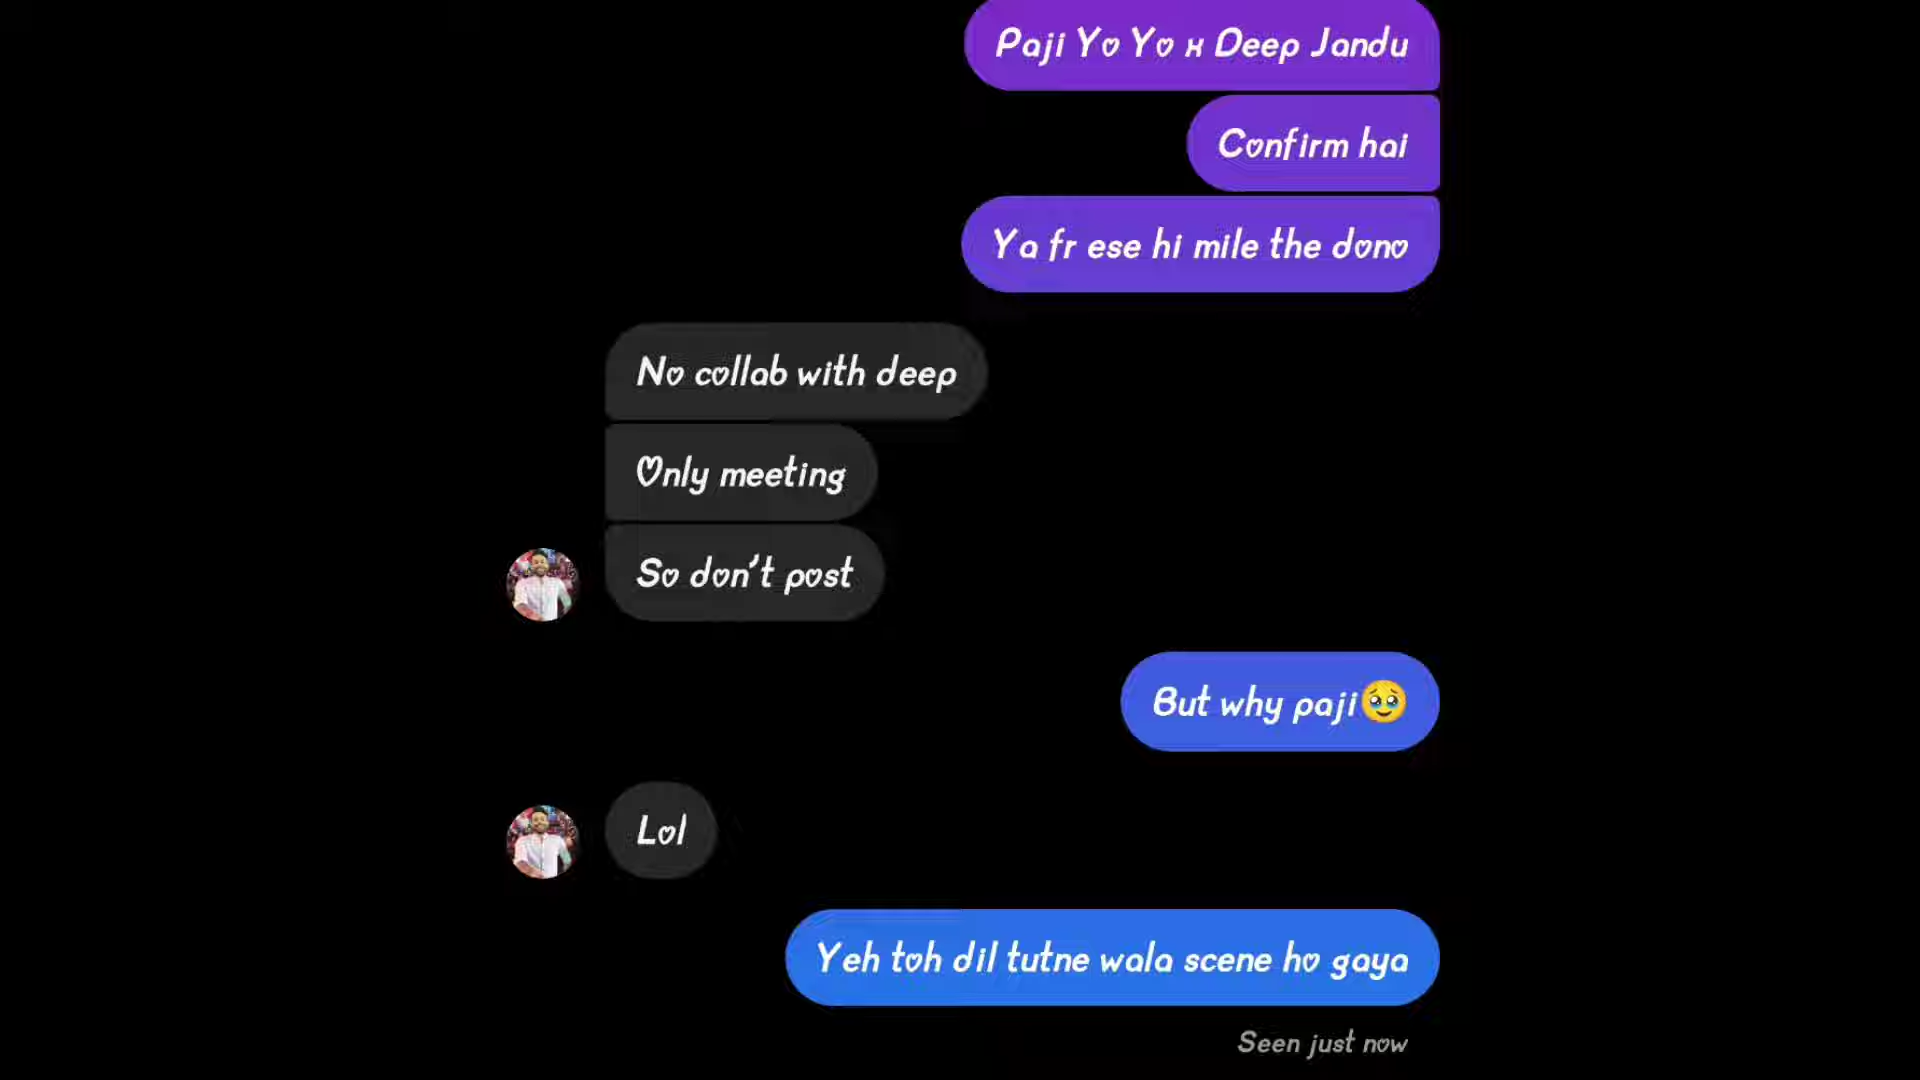 Paji Yo Yo x Deep Jandu
Confirm hai
Ya fr ese hi mile the dono
No collab with deep
Only meeting
So don't post
But why paji🥹
Lol
Yeh toh dil tutne wala scene ho gaya
Seen just now